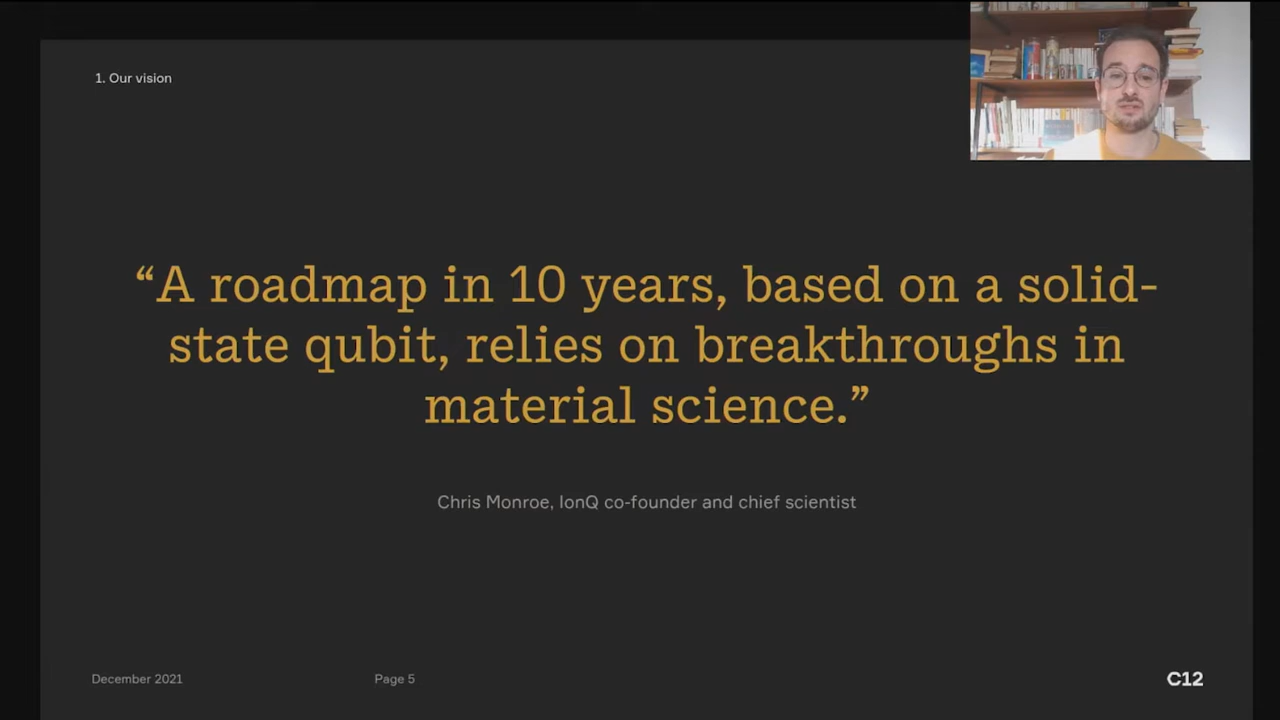 1. Our vision
“A roadmap in 10 years, based on a solid-
state qubit, relies on breakthroughs in
material science.”
Chris Monroe, IonQ co-founder and chief scientist
December 2021
Page 5
C12